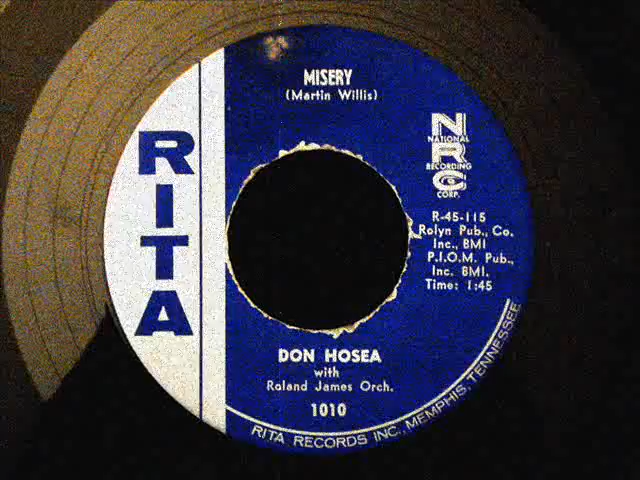 MISERY
(Martin Willis)
RITA
NRC
NATIONAL
RECORDING
CORP.
R-45-115
Rolyn Pub., Co.
Inc., BMI
P.I.O.M. Pub.,
Inc. BMI.
Time: 1:45
DON HOSEA
with
Roland James Orch.
1010
RITA RECORDS INC., MEMPHIS, TENNESSEE